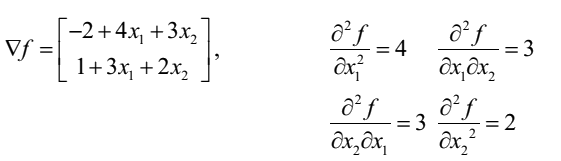 ∇f = [−2+4x₁+3x₂
1+3x₁+2x₂],
∂²f/∂x₁² = 4 ∂²f/∂x₁∂x₂ = 3
∂²f/∂x₂∂x₁ = 3 ∂²f/∂x₂² = 2